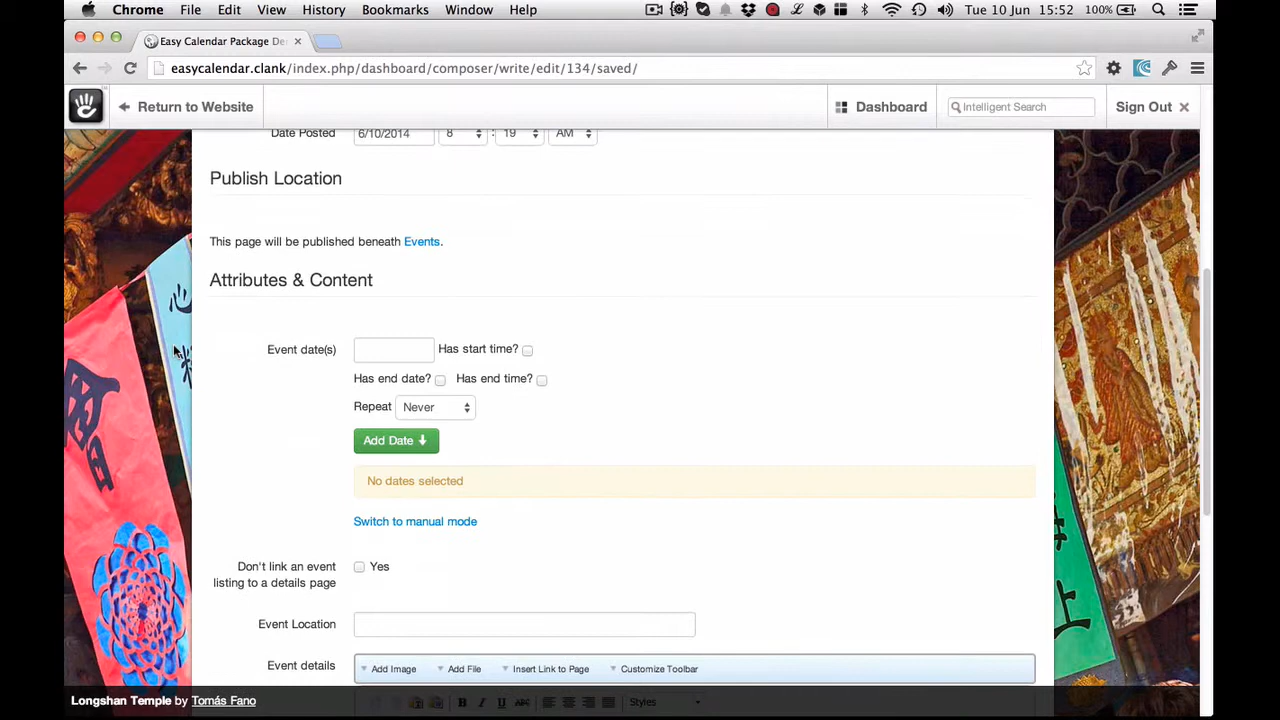 Chrome File Edit View History Bookmarks Window Help Tue 10 Jun 15:52 100%
Easy Calendar Package De
easycalendar.clank/index.php/dashboard/composer/write/edit/134/saved/
Return to Website Dashboard Intelligent Search Sign Out
Date Posted 6/10/2014 8 : 19 AM
Publish Location
This page will be published beneath Events.
Attributes & Content
Event date(s) Has start time?
Has end date? Has end time?
Repeat Never
Add Date
No dates selected
Switch to manual mode
Don't link an event Yes
listing to a details page
Event Location
Event details Add Image Add File Insert Link to Page Customize Toolbar
B I U ABC Styles
Longshan Temple by Tomás Fano
心
上